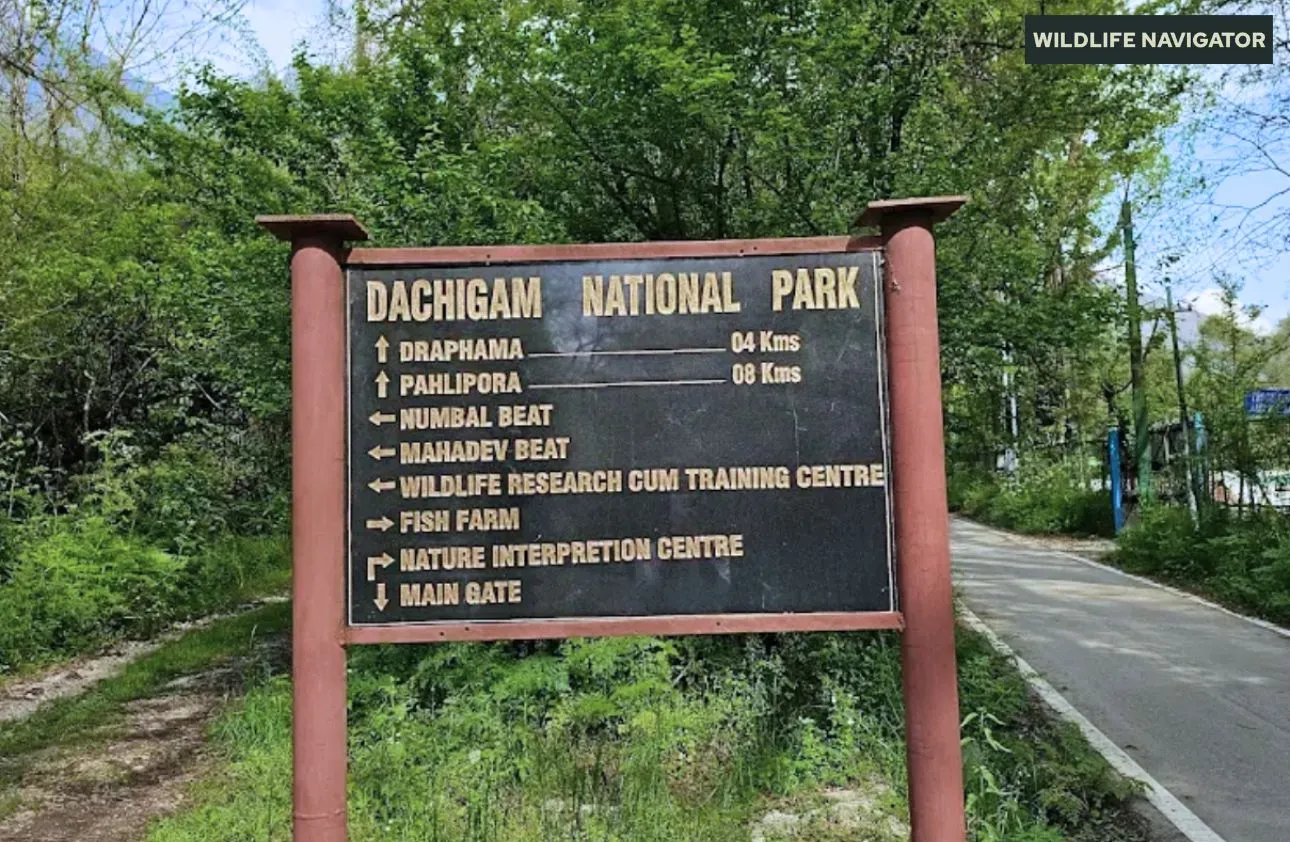 WILDLIFE NAVIGATOR
DACHIGAM NATIONAL PARK
↑ DRAPHAMA 04 Kms
↑ PAHLIPORA 08 Kms
← NUMBAL BEAT
← MAHADEV BEAT
← WILDLIFE RESEARCH CUM TRAINING CENTRE
→ FISH FARM
↱ NATURE INTERPRETION CENTRE
↓ MAIN GATE